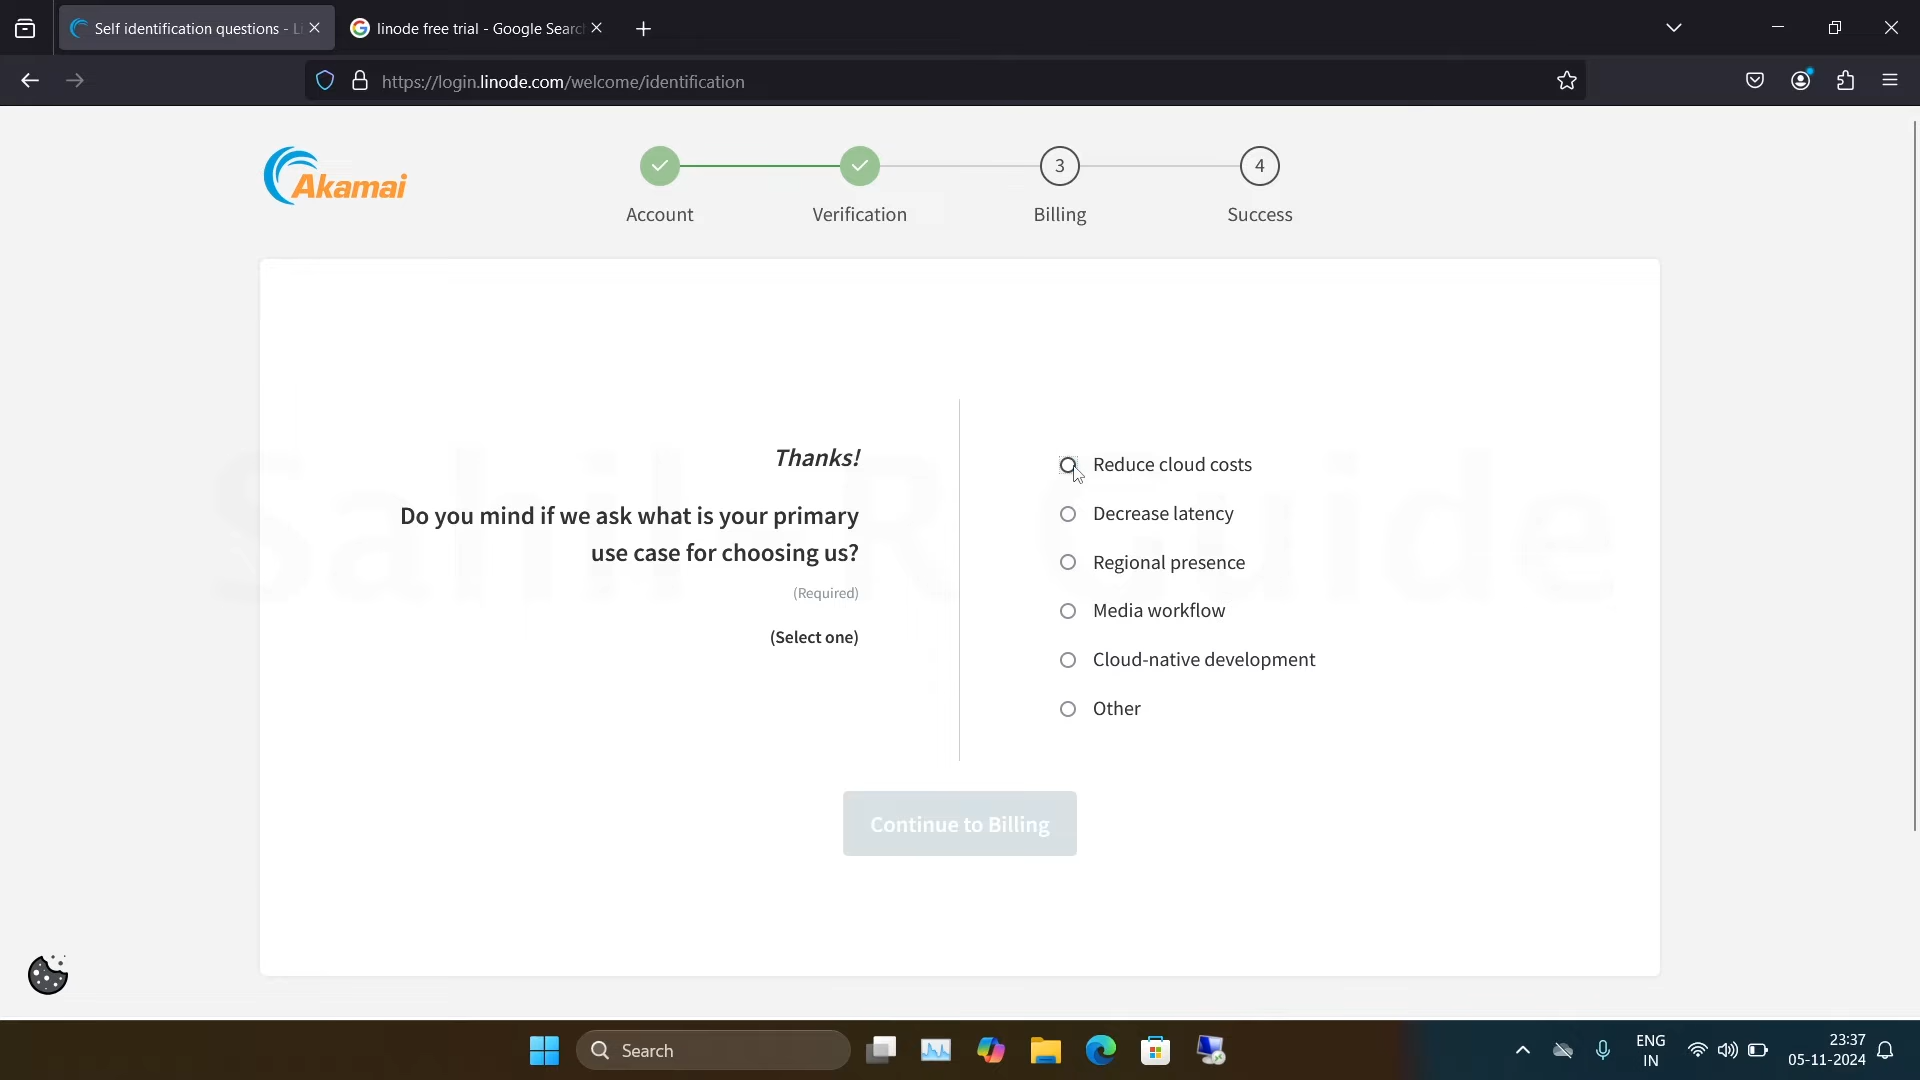 Self identification questions - Li
linode free trial - Google Searc
https://login.linode.com/welcome/identification
Akamai
3
4
Account
Verification
Billing
Success
Thanks!
Do you mind if we ask what is your primary
use case for choosing us?
(Required)
(Select one)
Reduce cloud costs
Decrease latency
Regional presence
Media workflow
Cloud-native development
Other
Sahil R Guide
Continue to Billing
Search
ENG
IN
23:37
05-11-2024